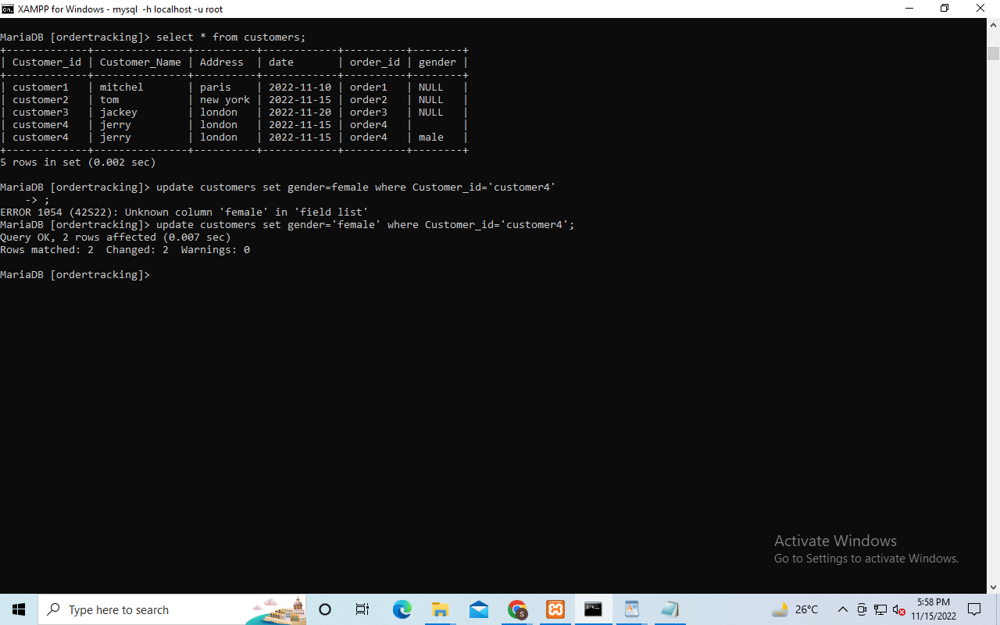 XAMPP for Windows - mysql -h localhost -u root
MariaDB [ordertracking]> select * from customers;
+-------------+---------------+----------+------------+----------+--------+
| Customer_id | Customer_Name | Address  | date       | order_id | gender |
+-------------+---------------+----------+------------+----------+--------+
| customer1   | mitchel       | paris    | 2022-11-10 | order1   | NULL   |
| customer2   | tom           | new york | 2022-11-15 | order2   | NULL   |
| customer3   | jackey        | london   | 2022-11-20 | order3   | NULL   |
| customer4   | jerry         | london   | 2022-11-15 | order4   |        |
| customer4   | jerry         | london   | 2022-11-15 | order4   | male   |
+-------------+---------------+----------+------------+----------+--------+
5 rows in set (0.002 sec)
MariaDB [ordertracking]> update customers set gender=female where Customer_id='customer4'
    -> ;
ERROR 1054 (42S22): Unknown column 'female' in 'field list'
MariaDB [ordertracking]> update customers set gender='female' where Customer_id='customer4';
Query OK, 2 rows affected (0.007 sec)
Rows matched: 2  Changed: 2  Warnings: 0
MariaDB [ordertracking]>
Activate Windows
Go to Settings to activate Windows.
Type here to search
S
26°C
5:58 PM
11/15/2022